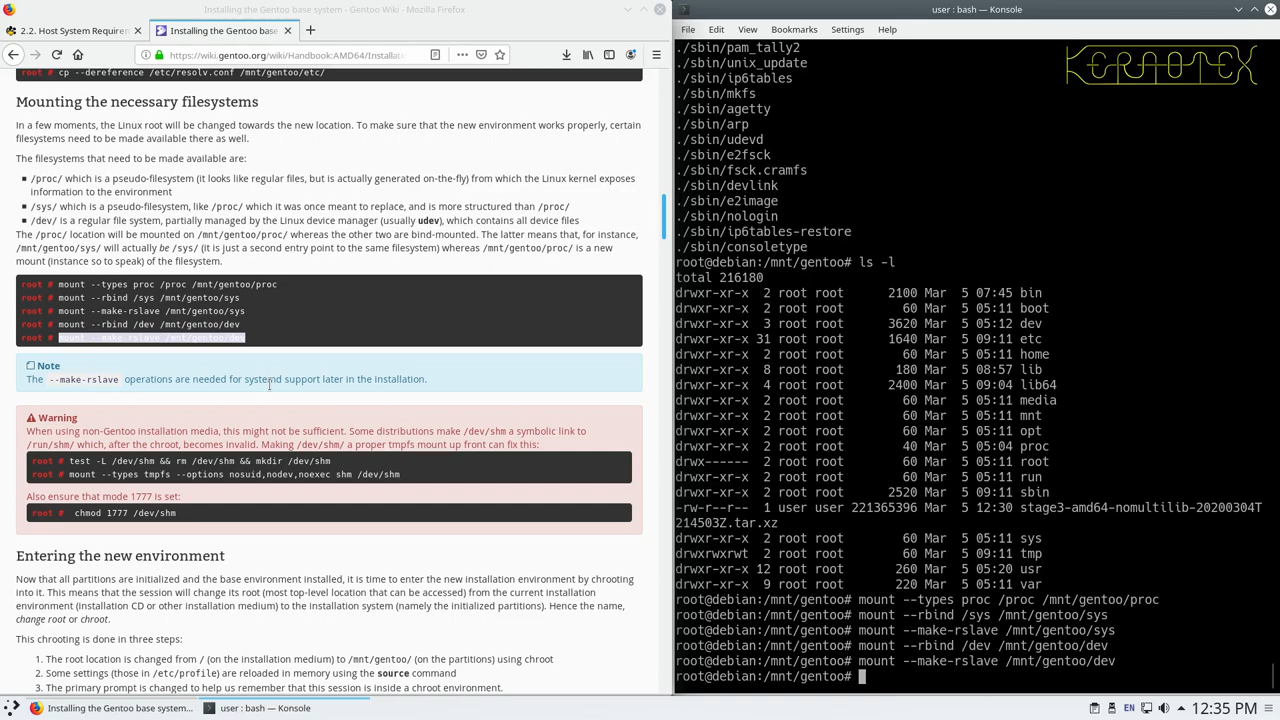 Installing the Gentoo base system - Gentoo Wiki - Mozilla Firefox
2.2. Host System Requirem
Installing the Gentoo base
https://wiki.gentoo.org/wiki/Handbook:AMD64/Installat
root # cp --dereference /etc/resolv.conf /mnt/gentoo/etc/
Mounting the necessary filesystems
In a few moments, the Linux root will be changed towards the new location. To make sure that the new environment works properly, certain
filesystems need to be made available there as well.
The filesystems that need to be made available are:
/proc/ which is a pseudo-filesystem (it looks like regular files, but is actually generated on-the-fly) from which the Linux kernel exposes
information to the environment
/sys/ which is a pseudo-filesystem, like /proc/ which it was once meant to replace, and is more structured than /proc/
/dev/ is a regular file system, partially managed by the Linux device manager (usually udev), which contains all device files
The /proc/ location will be mounted on /mnt/gentoo/proc/ whereas the other two are bind-mounted. The latter means that, for instance,
/mnt/gentoo/sys/ will actually be /sys/ (it is just a second entry point to the same filesystem) whereas /mnt/gentoo/proc/ is a new
mount (instance so to speak) of the filesystem.
root # mount --types proc /proc /mnt/gentoo/proc
root # mount --rbind /sys /mnt/gentoo/sys
root # mount --make-rslave /mnt/gentoo/sys
root # mount --rbind /dev /mnt/gentoo/dev
root # mount --make-rslave /mnt/gentoo/dev
Note
The --make-rslave operations are needed for systemd support later in the installation.
Warning
When using non-Gentoo installation media, this might not be sufficient. Some distributions make /dev/shm a symbolic link to
/run/shm/ which, after the chroot, becomes invalid. Making /dev/shm/ a proper tmpfs mount up front can fix this:
root # test -L /dev/shm && rm /dev/shm && mkdir /dev/shm
root # mount --types tmpfs --options nosuid,nodev,noexec shm /dev/shm
Also ensure that mode 1777 is set:
root # chmod 1777 /dev/shm
Entering the new environment
Now that all partitions are initialized and the base environment installed, it is time to enter the new installation environment by chrooting
into it. This means that the session will change its root (most top-level location that can be accessed) from the current installation
environment (installation CD or other installation medium) to the installation system (namely the initialized partitions). Hence the name,
change root or chroot.
This chrooting is done in three steps:
1. The root location is changed from / (on the installation medium) to /mnt/gentoo/ (on the partitions) using chroot
2. Some settings (those in /etc/profile) are reloaded in memory using the source command
3. The primary prompt is changed to help us remember that this session is inside a chroot environment.
user : bash — Konsole
File Edit View Bookmarks Settings Help
KERAOTEX
./sbin/pam_tally2
./sbin/unix_update
./sbin/ip6tables
./sbin/mkfs
./sbin/agetty
./sbin/arp
./sbin/udevd
./sbin/e2fsck
./sbin/fsck.cramfs
./sbin/devlink
./sbin/e2image
./sbin/nologin
./sbin/ip6tables-restore
./sbin/consoletype
root@debian:/mnt/gentoo# ls -l
total 216180
drwxr-xr-x 2 root root 2100 Mar 5 07:45 bin
drwxr-xr-x 2 root root 60 Mar 5 05:11 boot
drwxr-xr-x 3 root root 3620 Mar 5 05:12 dev
drwxr-xr-x 31 root root 1640 Mar 5 09:11 etc
drwxr-xr-x 2 root root 60 Mar 5 05:11 home
drwxr-xr-x 8 root root 180 Mar 5 08:57 lib
drwxr-xr-x 4 root root 2400 Mar 5 09:04 lib64
drwxr-xr-x 2 root root 60 Mar 5 05:11 media
drwxr-xr-x 2 root root 60 Mar 5 05:11 mnt
drwxr-xr-x 2 root root 60 Mar 5 05:11 opt
drwxr-xr-x 2 root root 40 Mar 5 05:04 proc
drwx------ 2 root root 60 Mar 5 05:11 root
drwxr-xr-x 2 root root 60 Mar 5 05:11 run
drwxr-xr-x 2 root root 2520 Mar 5 09:11 sbin
-rw-r--r-- 1 user user 221365396 Mar 5 12:30 stage3-amd64-nomultilib-20200304T
214503Z.tar.xz
drwxr-xr-x 2 root root 60 Mar 5 05:11 sys
drwxrwxrwt 2 root root 60 Mar 5 09:11 tmp
drwxr-xr-x 12 root root 260 Mar 5 05:20 usr
drwxr-xr-x 9 root root 220 Mar 5 05:11 var
root@debian:/mnt/gentoo# mount --types proc /proc /mnt/gentoo/proc
root@debian:/mnt/gentoo# mount --rbind /sys /mnt/gentoo/sys
root@debian:/mnt/gentoo# mount --make-rslave /mnt/gentoo/sys
root@debian:/mnt/gentoo# mount --rbind /dev /mnt/gentoo/dev
root@debian:/mnt/gentoo# mount --make-rslave /mnt/gentoo/dev
root@debian:/mnt/gentoo#
Installing the Gentoo base system...
user : bash — Konsole
EN
12:35 PM